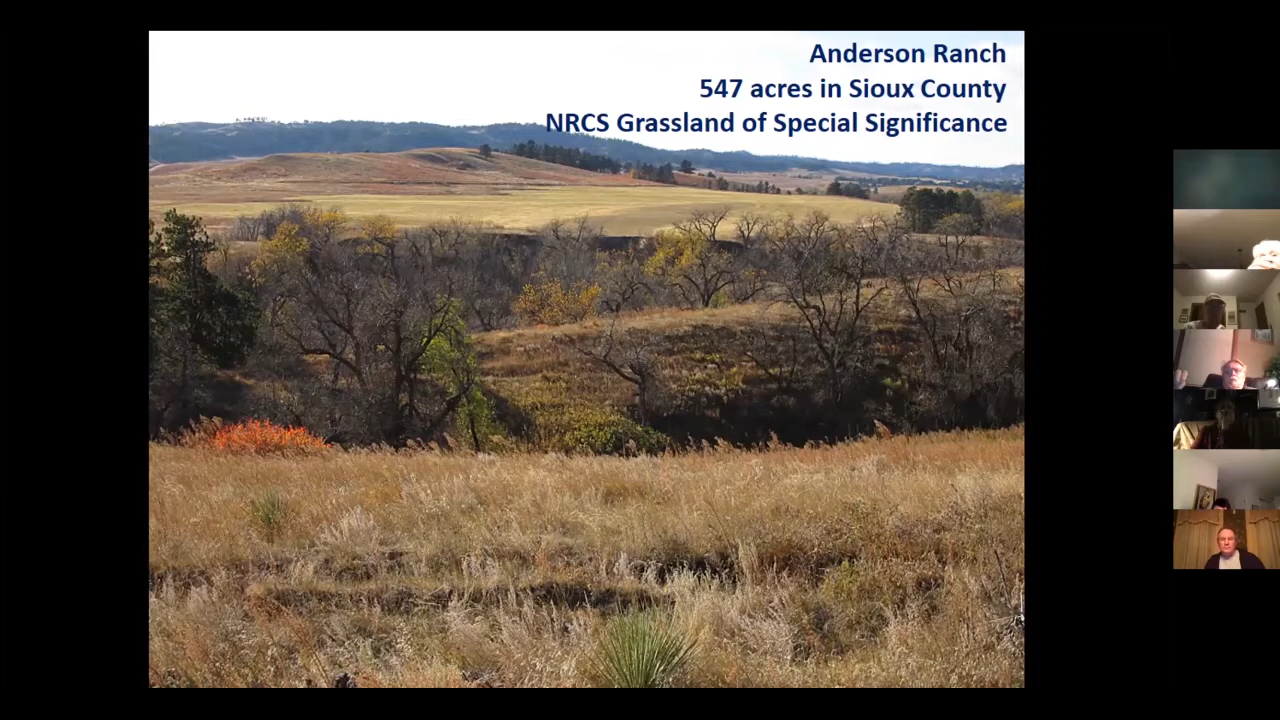 Anderson Ranch
547 acres in Sioux County
NRCS Grassland of Special Significance